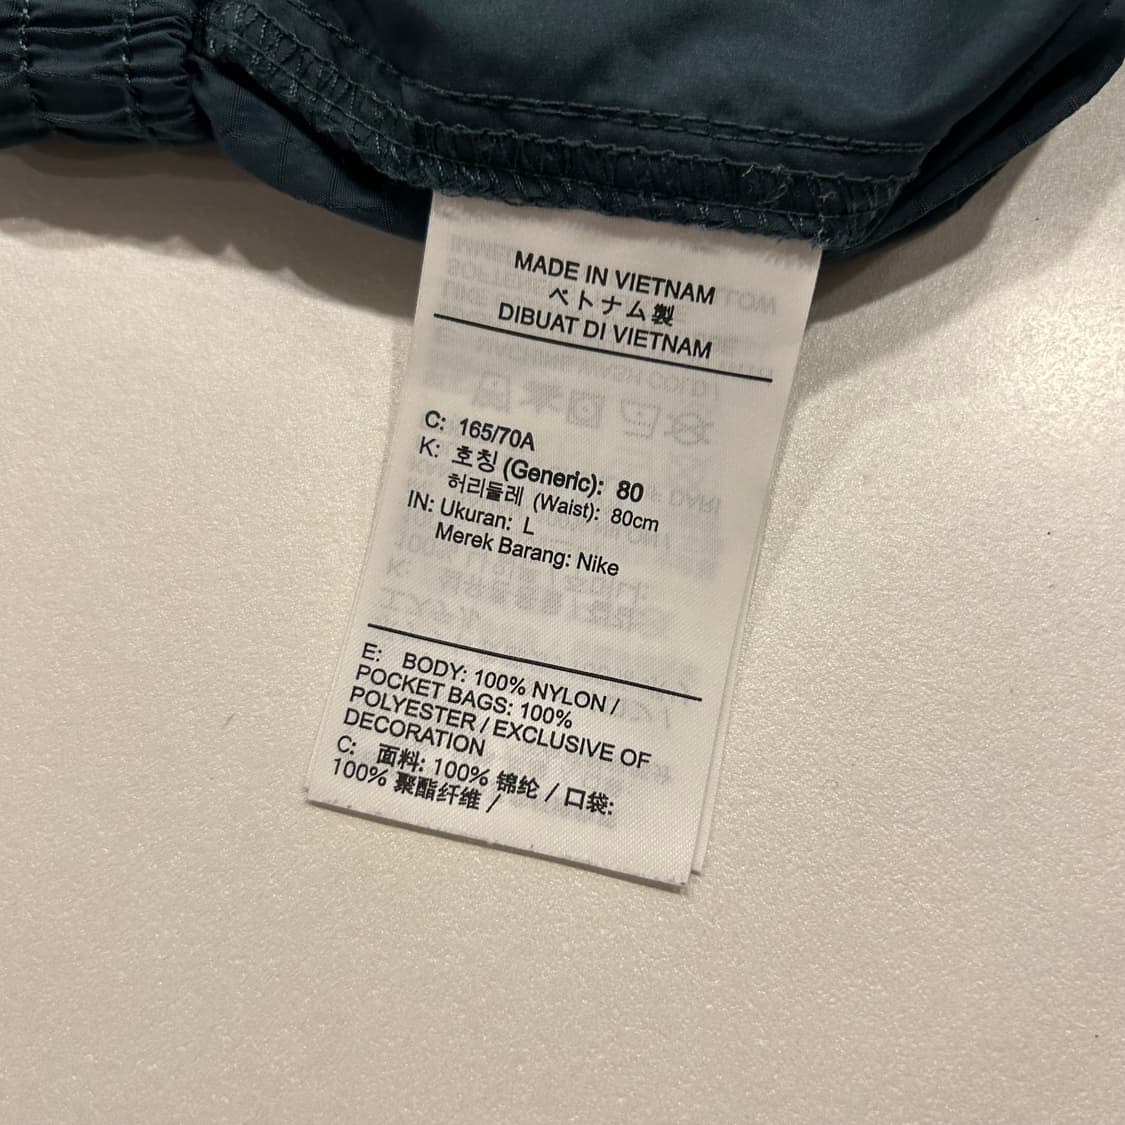 MADE IN VIETNAM
ベトナム製
DIBUAT DI VIETNAM
C: 165/70A
K: 호칭 (Generic): 80
허리둘레 (Waist): 80cm
IN: Ukuran: L
Merek Barang: Nike
E: BODY: 100% NYLON /
POCKET BAGS: 100%
POLYESTER / EXCLUSIVE OF
DECORATION
C: 面料: 100% 锦纶 / 口袋:
100% 聚酯纤维 /